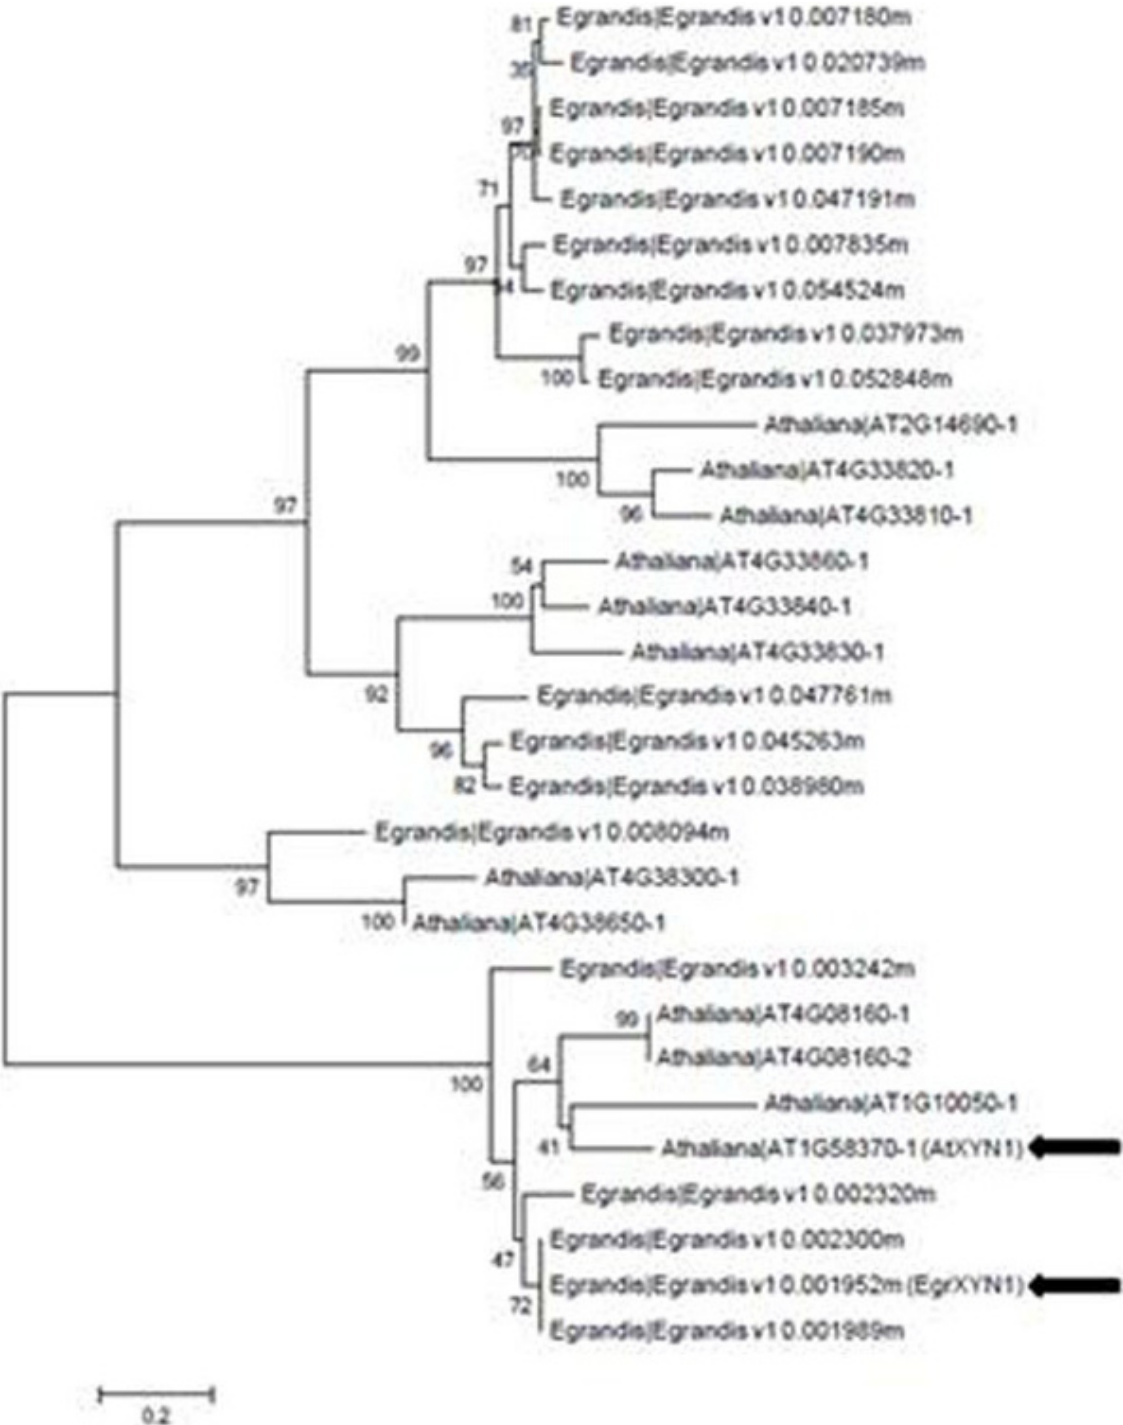 81
Egrandis|Egrandis v1 0.007180m
Egrandis|Egrandis v1 0.020739m
35
Egrandis|Egrandis v1 0.007185m
97
Egrandis|Egrandis v1 0.007190m
71
Egrandis|Egrandis v1 0.047191m
Egrandis|Egrandis v1 0.007835m
97
Egrandis|Egrandis v1 0.054524m
Egrandis|Egrandis v1 0.037973m
99
100
Egrandis|Egrandis v1 0.052848m
Athaliana|AT2G14690-1
Athaliana|AT4G33820-1
100
97
96
Athaliana|AT4G33810-1
54
Athaliana|AT4G33860-1
100
Athaliana|AT4G33840-1
Athaliana|AT4G33830-1
92
Egrandis|Egrandis v1 0.047761m
96
Egrandis|Egrandis v1 0.045263m
82
Egrandis|Egrandis v1 0.038980m
Egrandis|Egrandis v1 0.008094m
97
Athaliana|AT4G38300-1
100
Athaliana|AT4G38650-1
Egrandis|Egrandis v1 0.003242m
99
Athaliana|AT4G08160-1
Athaliana|AT4G08160-2
64
100
Athaliana|AT1G10050-1
41
Athaliana|AT1G58370-1 (AtXYN1)
56
Egrandis|Egrandis v1 0.002320m
Egrandis|Egrandis v1 0.002300m
47
Egrandis|Egrandis v1 0.001952m (EgrXYN1)
72
Egrandis|Egrandis v1 0.001989m
0.2